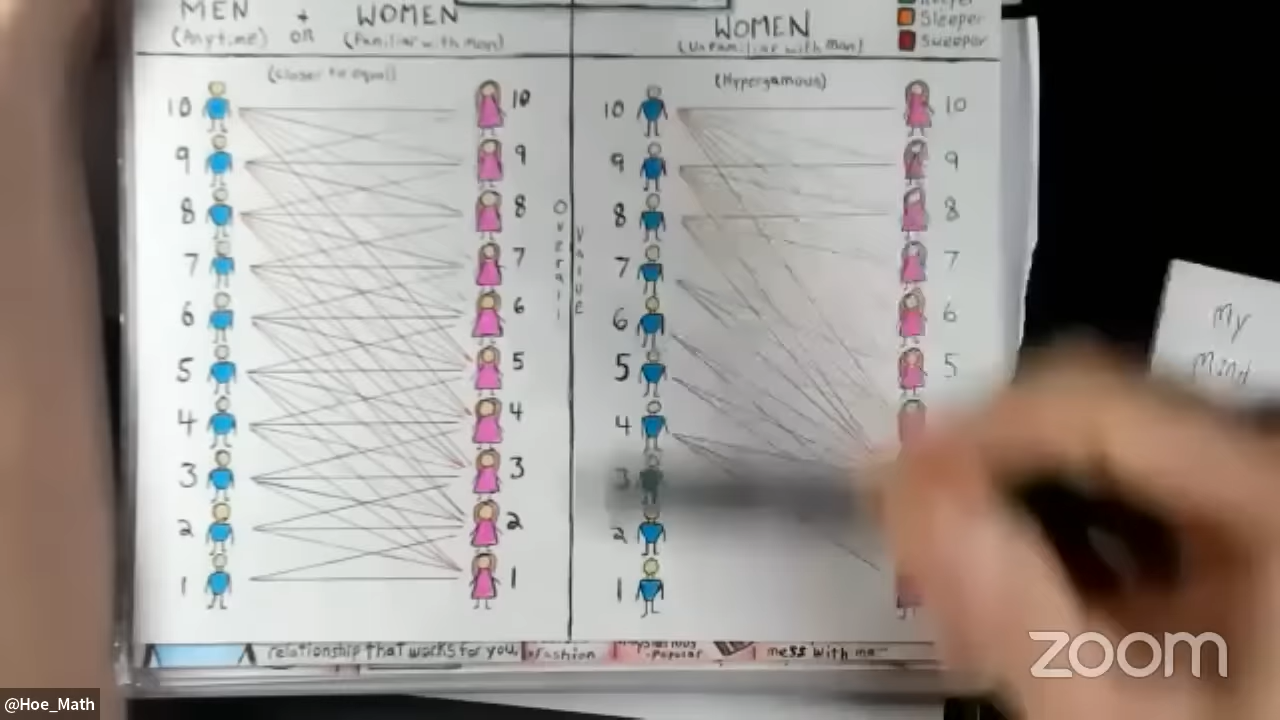 MEN + WOMEN
(Anytime) OR (Familiar with Man)
(closer to equal)
10 10
9 9
8 8
7 7
6 6
5 5
4 4
3 3
2 2
1 1
Overall
Value
WOMEN
(Unfamiliar with Man)
(Hypergamous)
10 10
9 9
8 8
7 7
6 6
5 5
4
3
2
1
Sleeper
Sweeper
relationship that works for you,
Fashion
Popular
mess with me
My
Mind
zoom
@Hoe_Math